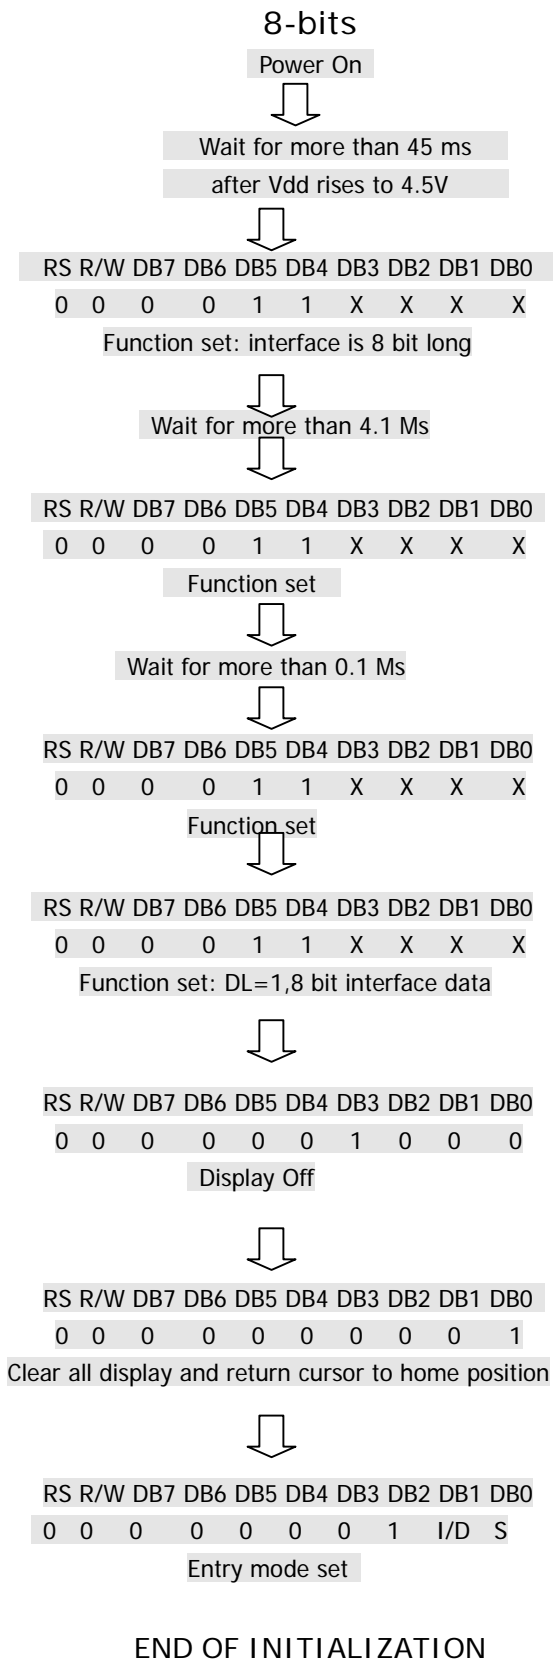 8-bits
Power On
Wait for more than 45 ms
after Vdd rises to 4.5V
RS R/W DB7 DB6 DB5 DB4 DB3 DB2 DB1 DB0
0 0 0 0 1 1 X X X X
Function set: interface is 8 bit long
Wait for more than 4.1 Ms
RS R/W DB7 DB6 DB5 DB4 DB3 DB2 DB1 DB0
0 0 0 0 1 1 X X X X
Function set
Wait for more than 0.1 Ms
RS R/W DB7 DB6 DB5 DB4 DB3 DB2 DB1 DB0
0 0 0 0 1 1 X X X X
Function set
RS R/W DB7 DB6 DB5 DB4 DB3 DB2 DB1 DB0
0 0 0 0 1 1 X X X X
Function set: DL=1,8 bit interface data
RS R/W DB7 DB6 DB5 DB4 DB3 DB2 DB1 DB0
0 0 0 0 0 0 1 0 0 0
Display Off
RS R/W DB7 DB6 DB5 DB4 DB3 DB2 DB1 DB0
0 0 0 0 0 0 0 0 0 1
Clear all display and return cursor to home position
RS R/W DB7 DB6 DB5 DB4 DB3 DB2 DB1 DB0
0 0 0 0 0 0 0 1 I/D S
Entry mode set
END OF INITIALIZATION